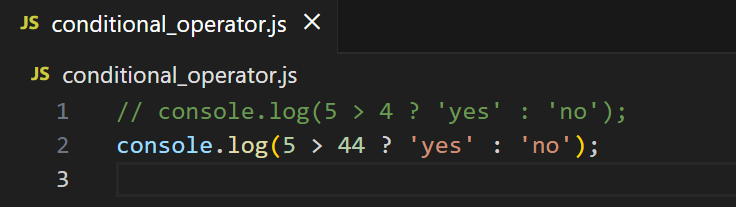 JS conditional_operator.js ×
JS conditional_operator.js
1 // console.log(5 > 4 ? 'yes' : 'no');
2 console.log(5 > 44 ? 'yes' : 'no');
3